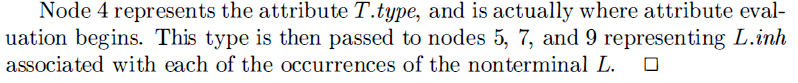 Node 4 represents the attribute T.type, and is actually where attribute eval-
uation begins. This type is then passed to nodes 5, 7, and 9 representing L.inh
associated with each of the occurrences of the nonterminal L. □